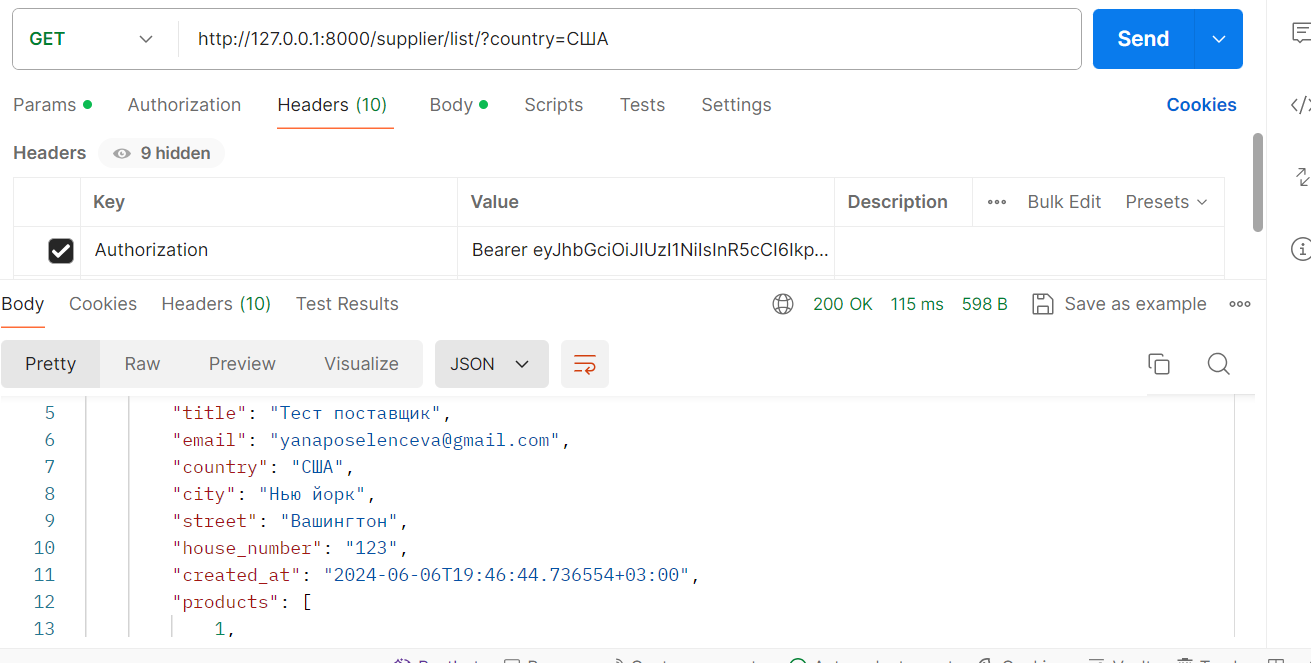 GET http://127.0.0.1:8000/supplier/list/?country=США Send
Params Authorization Headers (10) Body Scripts Tests Settings Cookies
Headers 9 hidden
Key Value Description Bulk Edit Presets
Authorization Bearer eyJhbGciOiJIUzI1NiIsInR5cCI6Ikp...
Body Cookies Headers (10) Test Results 200 OK 115 ms 598 B Save as example
Pretty Raw Preview Visualize JSON
5 "title": "Тест поставщик",
6 "email": "yanaposelenceva@gmail.com",
7 "country": "США",
8 "city": "Нью йорк",
9 "street": "Вашингтон",
10 "house_number": "123",
11 "created_at": "2024-06-06T19:46:44.736554+03:00",
12 "products": [
13 1,